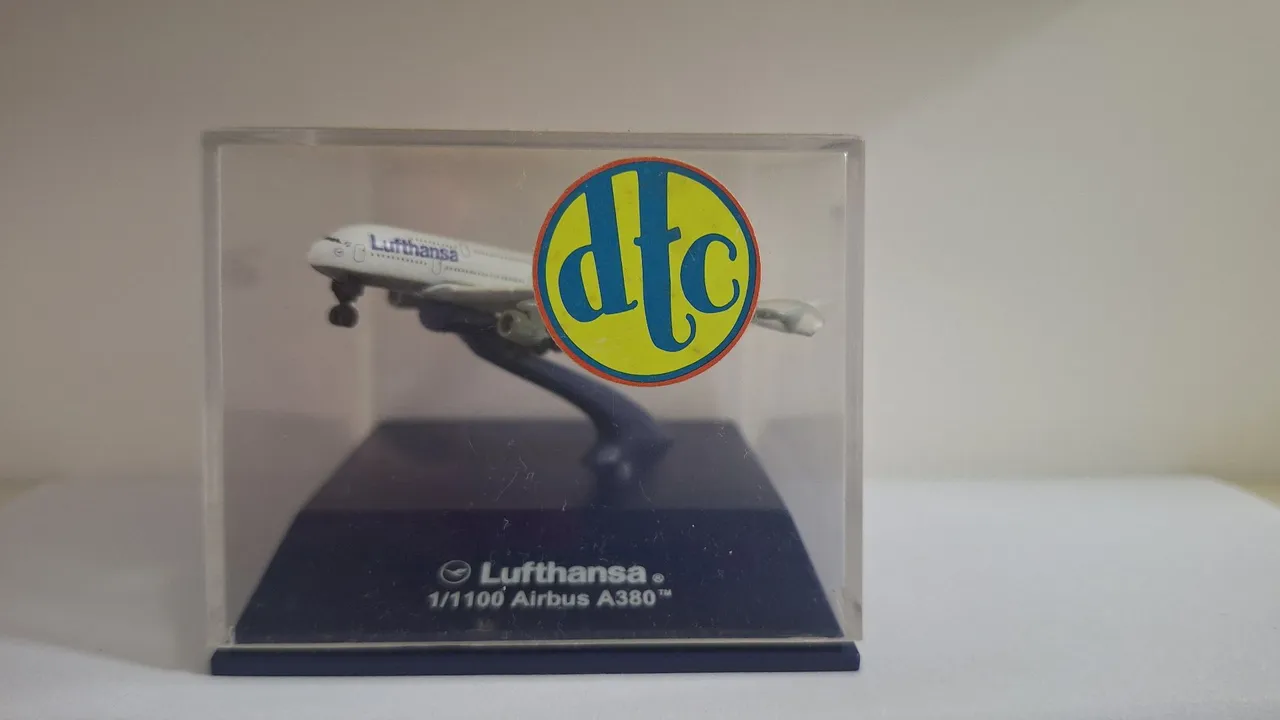 Lufthansa
dtc
Lufthansa®
1/1100 Airbus A380™